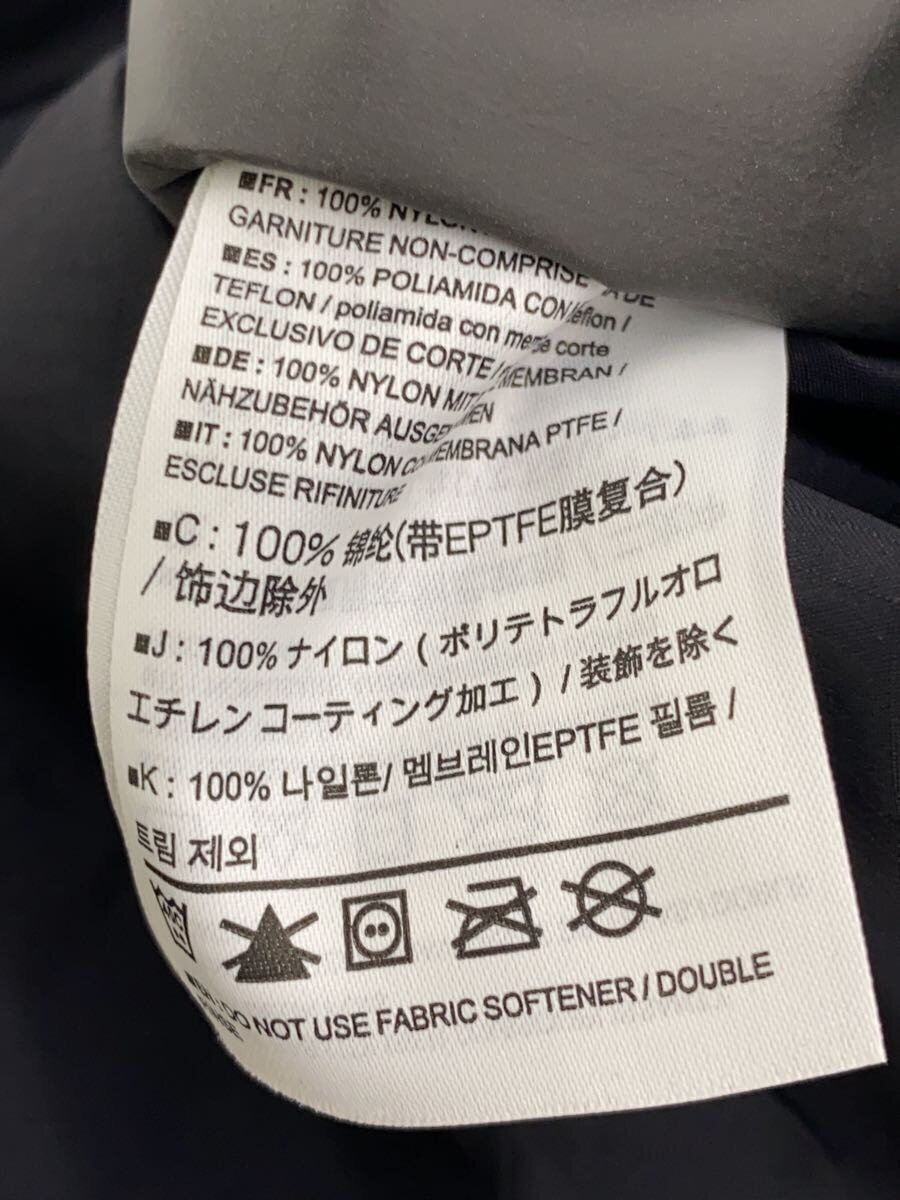 FR : 100%
GARNITURE NON-COMPRISE
ES : 100% POLIAMIDA CON
TEFLON / poliamida con corte
EXCLUSIVO DE CORTE /
DE : 100% NYLON MIT
NÄHZUBEHÖR
IT : 100% NYLON MEMBRANA PTFE /
ESCLUSE RIFINITURE
C : 100% 锦纶(带EPTFE膜复合)
/ 饰边除外
J : 100% ナイロン ( ポリテトラフルオロ
エチレン コーティング加工 ) / 装飾を除く
K : 100% 나일론/ 멤브레인EPTFE 필름 /
트림 제외
DO NOT USE FABRIC SOFTENER / DOUBLE